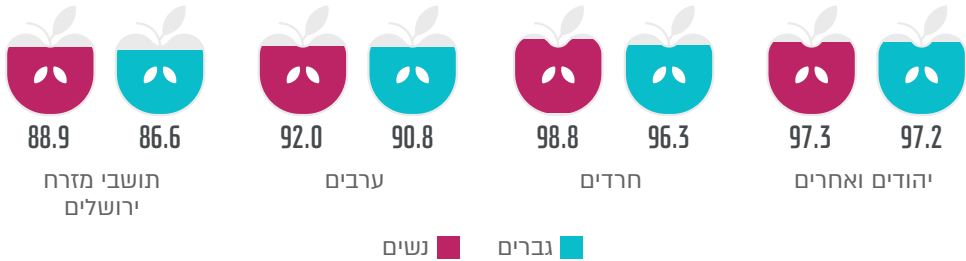 97.2 97.3 96.3 98.8 90.8 92.0 86.6 88.9
יהודים ואחרים
חרדים
ערבים
תושבי מזרח
ירושלים
גברים נשים